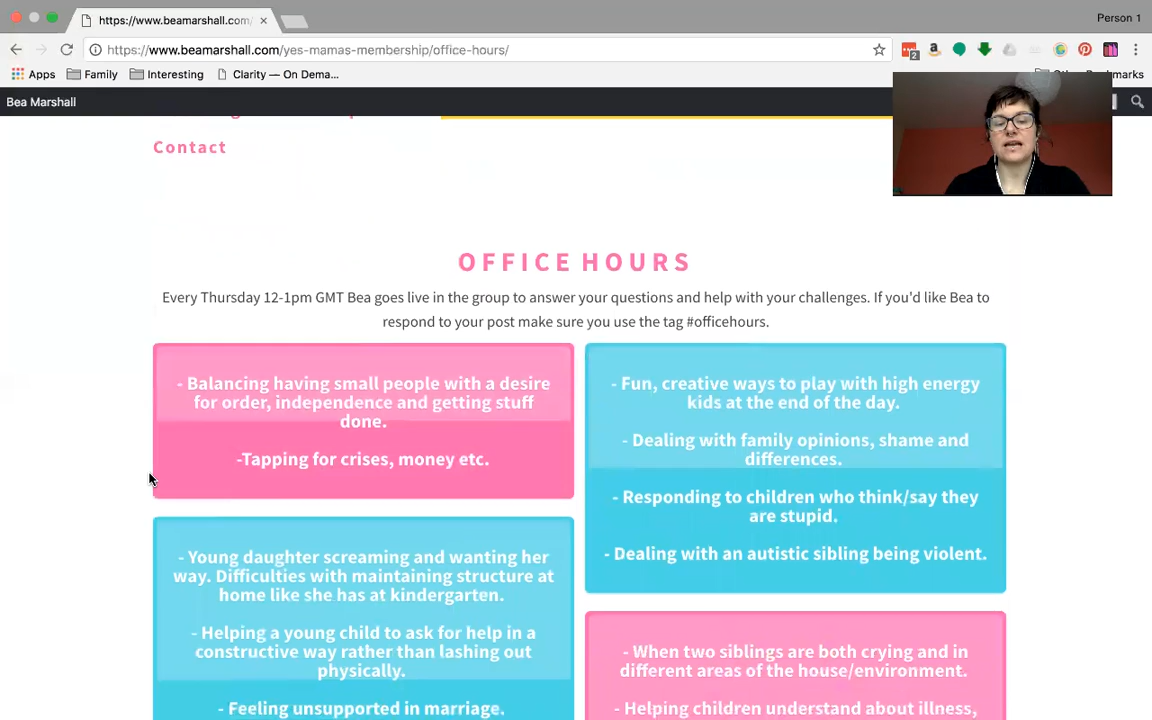 https://www.beamarshall.com/
Person 1
https://www.beamarshall.com/yes-mamas-membership/office-hours/
2
Apps Family Interesting Clarity — On Dema... Other Bookmarks
Bea Marshall
Contact
OFFICE HOURS
Every Thursday 12-1pm GMT Bea goes live in the group to answer your questions and help with your challenges. If you'd like Bea to
respond to your post make sure you use the tag #officehours.
- Balancing having small people with a desire
for order, independence and getting stuff
done.
-Tapping for crises, money etc.
- Fun, creative ways to play with high energy
kids at the end of the day.
- Dealing with family opinions, shame and
differences.
- Responding to children who think/say they
are stupid.
- Dealing with an autistic sibling being violent.
- Young daughter screaming and wanting her
way. Difficulties with maintaining structure at
home like she has at kindergarten.
- Helping a young child to ask for help in a
constructive way rather than lashing out
physically.
- Feeling unsupported in marriage.
- When two siblings are both crying and in
different areas of the house/environment.
- Helping children understand about illness,